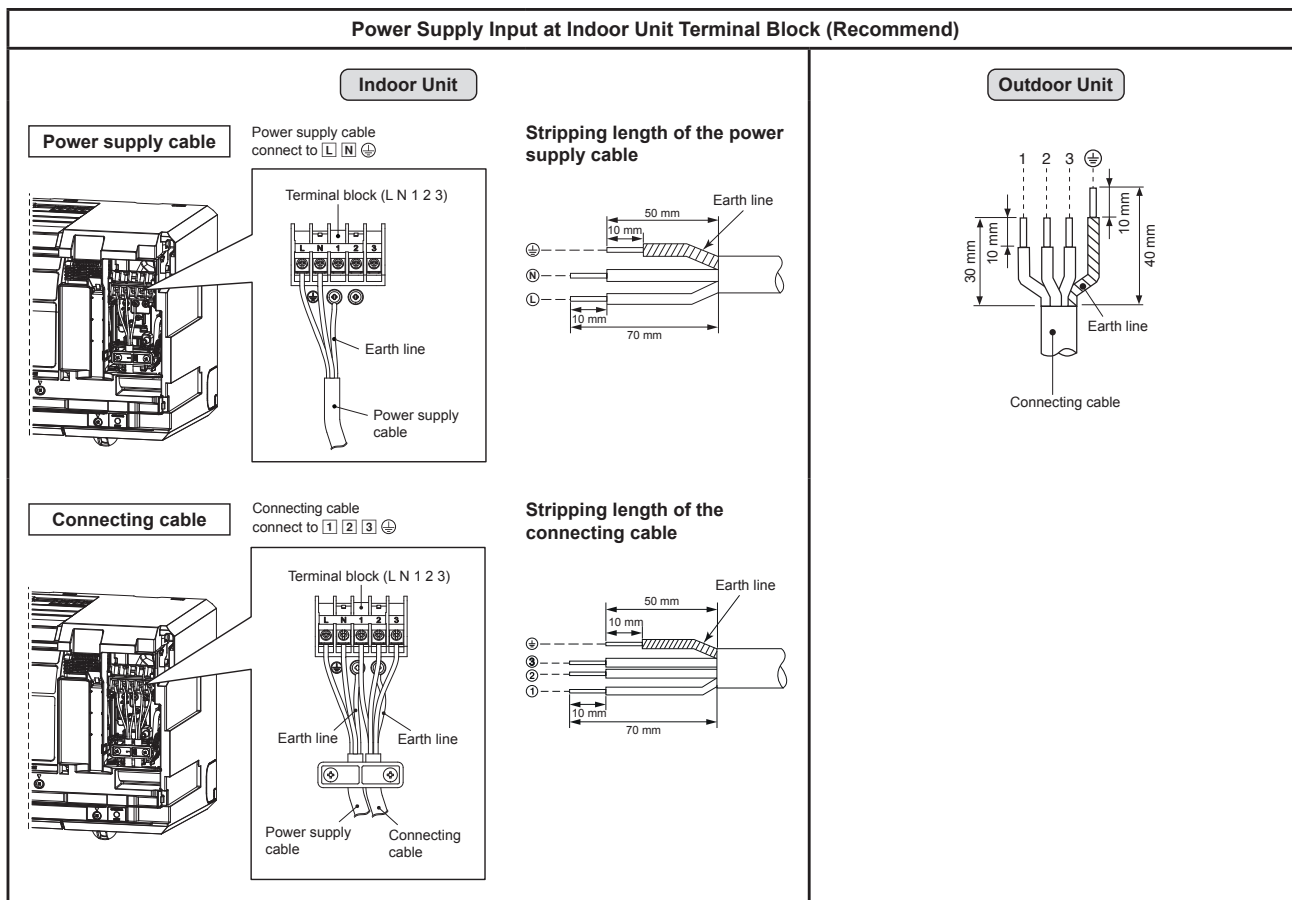 Power Supply Input at Indoor Unit Terminal Block (Recommend)
Indoor Unit
Power supply cable
Power supply cable
connect to L N ⏚
Terminal block (L N 1 2 3)
L N 1 2 3
Earth line
Power supply
cable
Stripping length of the power
supply cable
Earth line
50 mm
10 mm
⏚
N
L
10 mm
70 mm
Connecting cable
Connecting cable
connect to 1 2 3 ⏚
Terminal block (L N 1 2 3)
L N 1 2 3
Earth line
Earth line
Power supply
cable
Connecting
cable
Stripping length of the
connecting cable
Earth line
50 mm
10 mm
⏚
3
2
1
10 mm
70 mm
Outdoor Unit
1 2 3 ⏚
30 mm
10 mm
10 mm
40 mm
Earth line
Connecting cable